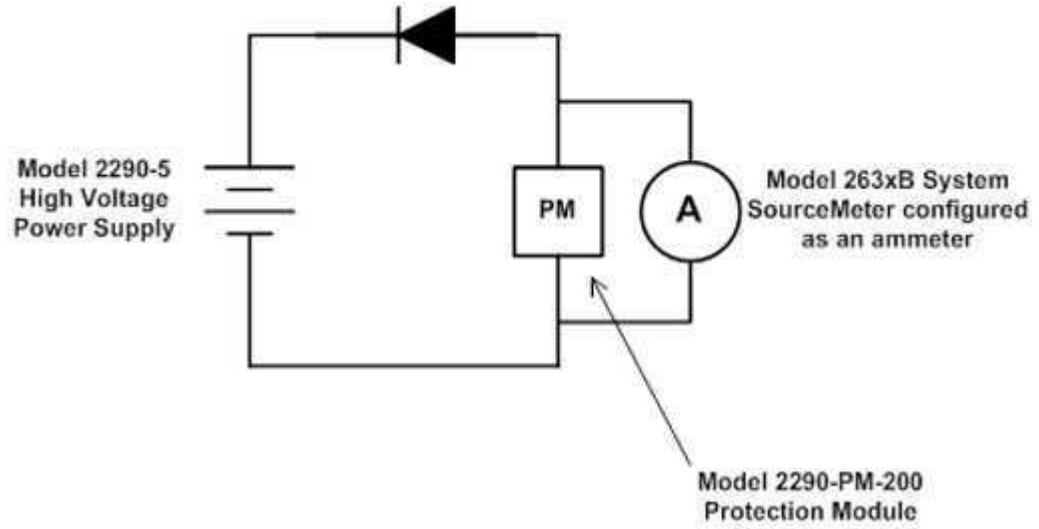 Model 2290-5
High Voltage
Power Supply
PM
A
Model 263xB System
SourceMeter configured
as an ammeter
Model 2290-PM-200
Protection Module